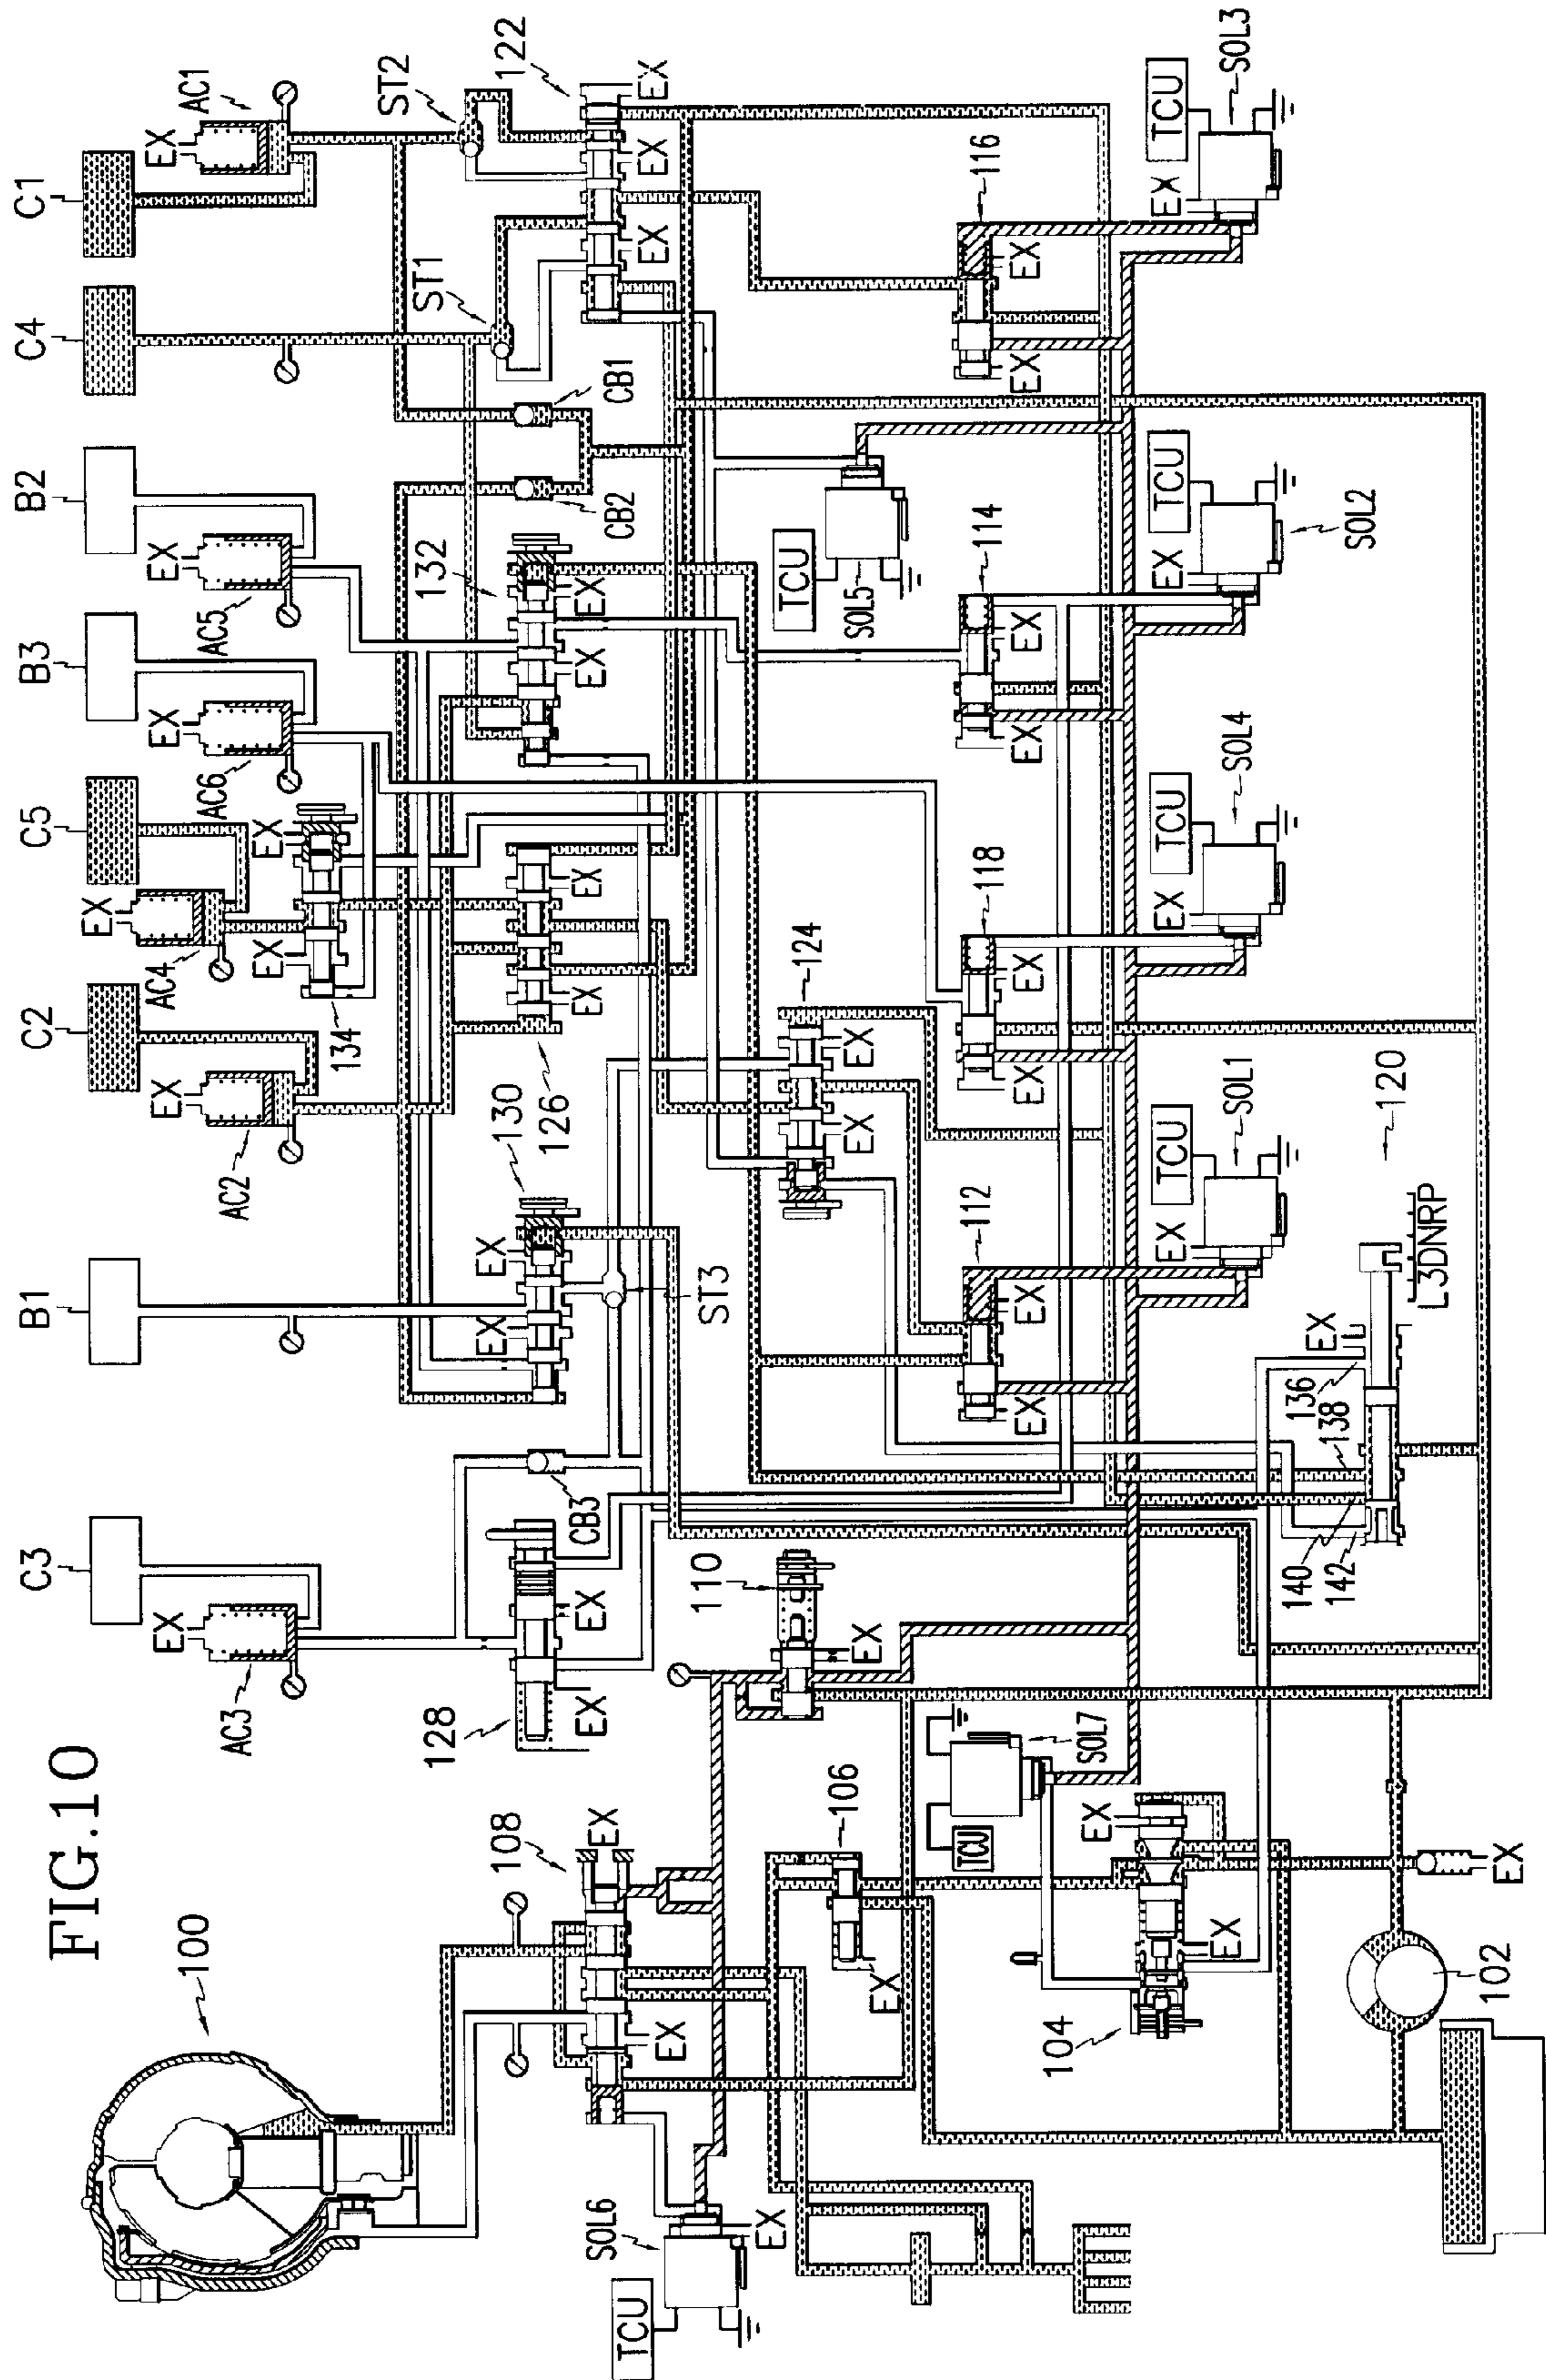 FIG.10
100
C3
B1
C2
C5
B3
B2
C4
C1
EX
AC3
EX
AC2
EX
AC4
EX
AC6
EX
AC5
EX
AC1
134
EX
EX
ST1
ST2
122
EX
EX
EX
108
EX
EX
128
EX
EX
CB3
130
EX
EX
126
EX
EX
132
EX
EX
CB2
CB1
ST3
SOL6
TCU
EX
110
EX
124
EX
EX
TCU
SOL5
106
EX
SOL7
TCU
112
EX
EX
118
EX
EX
114
EX
EX
116
EX
EX
104
EX
EX
TCU
EX
SOL1
TCU
EX
SOL4
TCU
EX
SOL2
TCU
EX
SOL3
102
EX
142
140
138
136
EX
L3DNRP
120